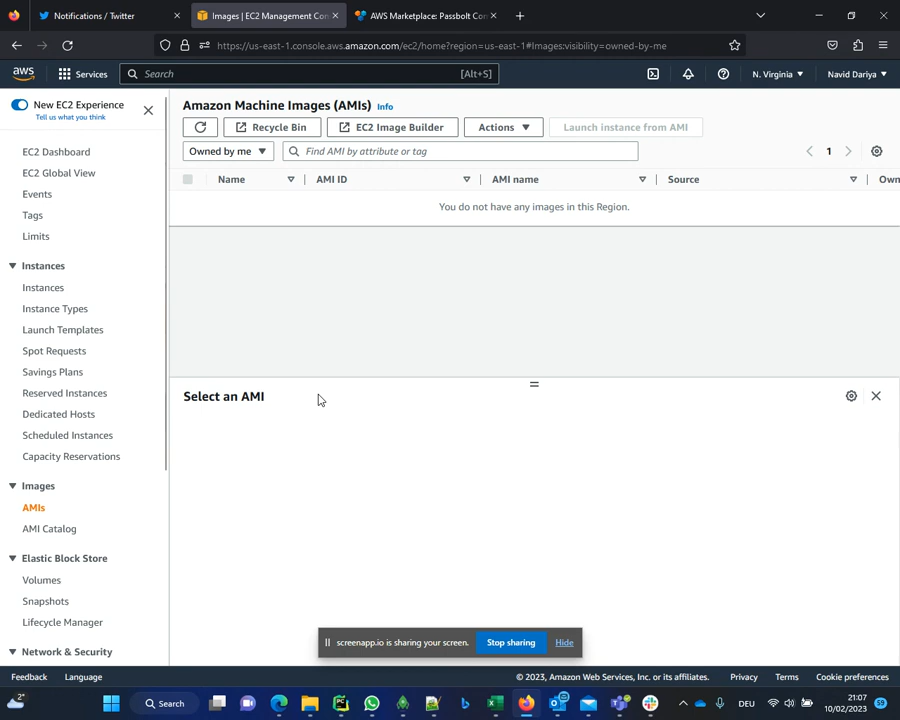 Notifications / Twitter
Images | EC2 Management Con
AWS Marketplace: Passbolt Con
https://us-east-1.console.aws.amazon.com/ec2/home?region=us-east-1#Images:visibility=owned-by-me
aws
Services
Search
[Alt+S]
N. Virginia
Navid Dariya
New EC2 Experience
Tell us what you think
EC2 Dashboard
EC2 Global View
Events
Tags
Limits
Instances
Instances
Instance Types
Launch Templates
Spot Requests
Savings Plans
Reserved Instances
Dedicated Hosts
Scheduled Instances
Capacity Reservations
Images
AMIs
AMI Catalog
Elastic Block Store
Volumes
Snapshots
Lifecycle Manager
Network & Security
Amazon Machine Images (AMIs) Info
Recycle Bin
EC2 Image Builder
Actions
Launch instance from AMI
Owned by me
Find AMI by attribute or tag
1
Name
AMI ID
AMI name
Source
Own
You do not have any images in this Region.
Select an AMI
screenapp.io is sharing your screen.
Stop sharing
Hide
Feedback
Language
© 2023, Amazon Web Services, Inc. or its affiliates.
Privacy
Terms
Cookie preferences
2°
Search
DEU
21:07
10/02/2023
59